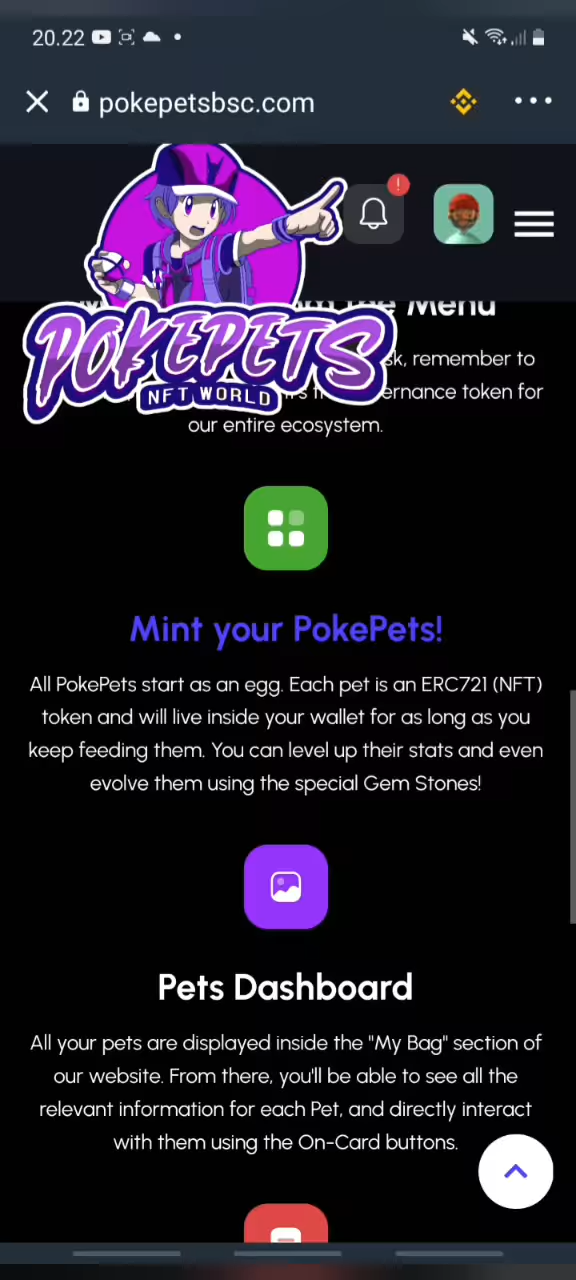 20.22
pokepetsbsc.com
!
POKEPETS
NFT WORLD
the Menu
remember to
ernance token for
our entire ecosystem.
Mint your PokePets!
All PokePets start as an egg. Each pet is an ERC721 (NFT)
token and will live inside your wallet for as long as you
keep feeding them. You can level up their stats and even
evolve them using the special Gem Stones!
Pets Dashboard
All your pets are displayed inside the "My Bag" section of
our website. From there, you'll be able to see all the
relevant information for each Pet, and directly interact
with them using the On-Card buttons.